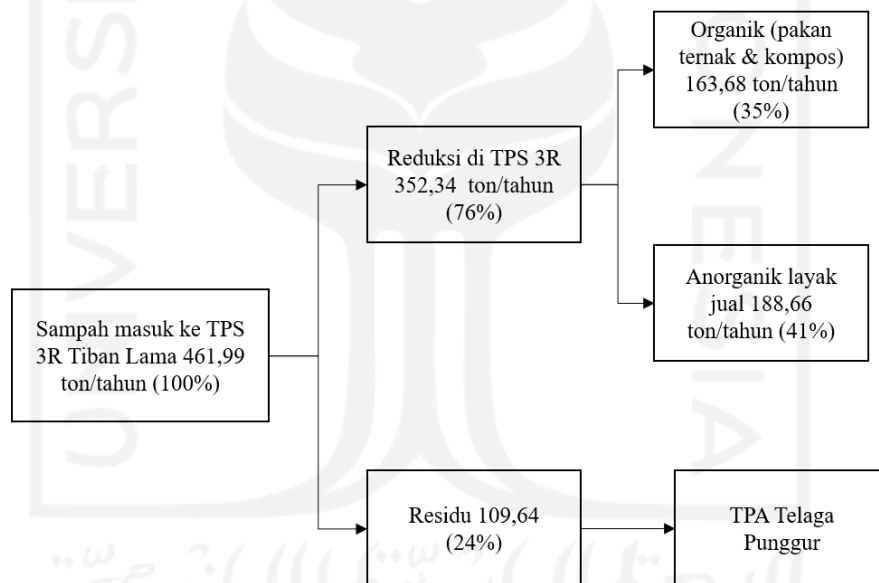 Organik (pakan
ternak & kompos)
163,68 ton/tahun
(35%)
Reduksi di TPS 3R
352,34 ton/tahun
(76%)
Anorganik layak
jual 188,66
ton/tahun (41%)
Sampah masuk ke TPS
3R Tiban Lama 461,99
ton/tahun (100%)
Residu 109,64
(24%)
TPA Telaga
Punggur